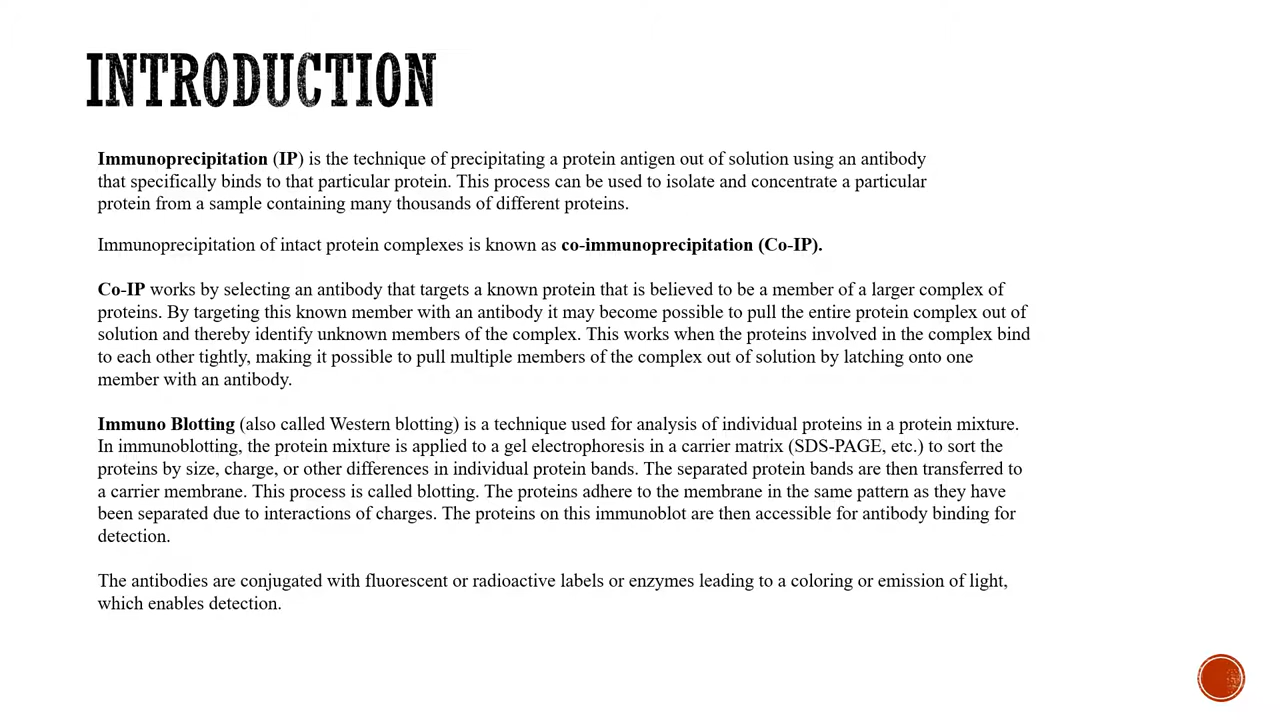 INTRODUCTION
Immunoprecipitation (IP) is the technique of precipitating a protein antigen out of solution using an antibody
that specifically binds to that particular protein. This process can be used to isolate and concentrate a particular
protein from a sample containing many thousands of different proteins.
Immunoprecipitation of intact protein complexes is known as co-immunoprecipitation (Co-IP).
Co-IP works by selecting an antibody that targets a known protein that is believed to be a member of a larger complex of
proteins. By targeting this known member with an antibody it may become possible to pull the entire protein complex out of
solution and thereby identify unknown members of the complex. This works when the proteins involved in the complex bind
to each other tightly, making it possible to pull multiple members of the complex out of solution by latching onto one
member with an antibody.
Immuno Blotting (also called Western blotting) is a technique used for analysis of individual proteins in a protein mixture.
In immunoblotting, the protein mixture is applied to a gel electrophoresis in a carrier matrix (SDS-PAGE, etc.) to sort the
proteins by size, charge, or other differences in individual protein bands. The separated protein bands are then transferred to
a carrier membrane. This process is called blotting. The proteins adhere to the membrane in the same pattern as they have
been separated due to interactions of charges. The proteins on this immunoblot are then accessible for antibody binding for
detection.
The antibodies are conjugated with fluorescent or radioactive labels or enzymes leading to a coloring or emission of light,
which enables detection.